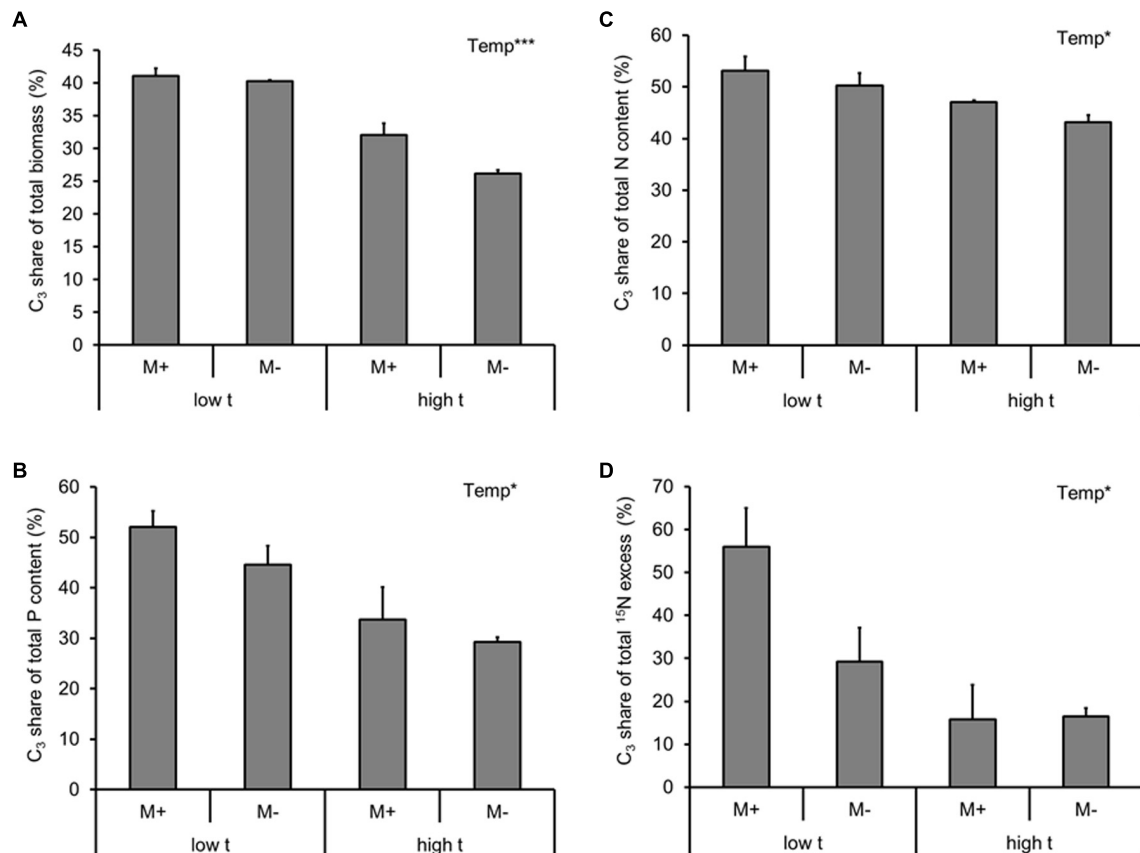 A
Temp***
C₃ share of total biomass (%)
45
40
35
30
25
20
15
10
5
0
M+ M- M+ M-
low t high t
C
Temp*
C₃ share of total N content (%)
60
50
40
30
20
10
0
M+ M- M+ M-
low t high t
B
Temp*
C₃ share of total P content (%)
60
50
40
30
20
10
0
M+ M- M+ M-
low t high t
D
Temp*
C₃ share of total ¹⁵N excess (%)
70
60
50
40
30
20
10
0
M+ M- M+ M-
low t high t